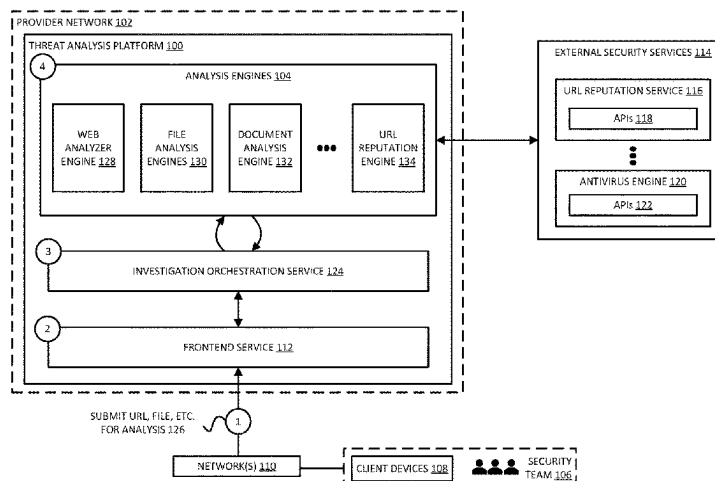 PROVIDER NETWORK 102
THREAT ANALYSIS PLATFORM 100
4
ANALYSIS ENGINES 104
WEB
ANALYZER
ENGINE 128
FILE
ANALYSIS
ENGINES 130
DOCUMENT
ANALYSIS
ENGINE 132
URL
REPUTATION
ENGINE 134
EXTERNAL SECURITY SERVICES 114
URL REPUTATION SERVICE 116
APIs 118
ANTIVIRUS ENGINE 120
APIs 122
3
INVESTIGATION ORCHESTRATION SERVICE 124
2
FRONTEND SERVICE 112
SUBMIT URL, FILE, ETC.
FOR ANALYSIS 126
1
NETWORK(S) 110
CLIENT DEVICES 108
SECURITY
TEAM 106